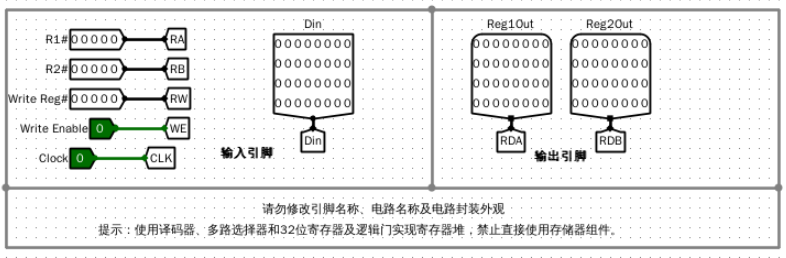 Din
Reg1Out
Reg2Out
R1# 00000 RA
00000000
00000000
00000000
R2# 00000 RB
00000000
00000000
00000000
Write Reg# 00000 RW
00000000
00000000
00000000
00000000
00000000
00000000
Write Enable 0 WE
Din
RDA
RDB
Clock 0 CLK
输入引脚
输出引脚
请勿修改引脚名称、电路名称及电路封装外观
提示：使用译码器、多路选择器和32位寄存器及逻辑门实现寄存器堆，禁止直接使用存储器组件。